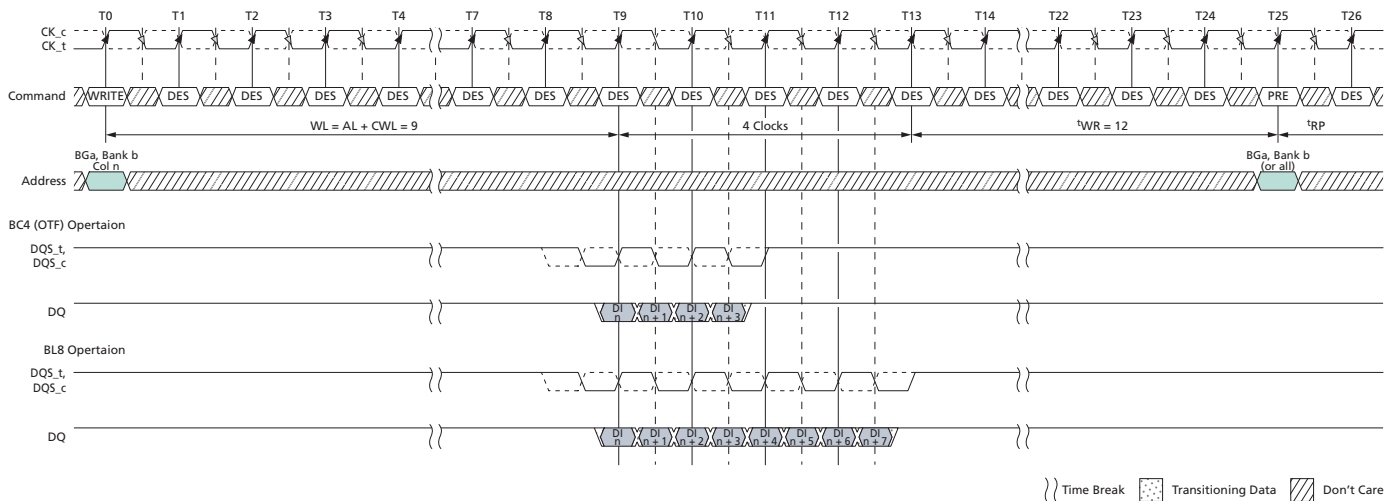 T0 T1 T2 T3 T4 T7 T8 T9 T10 T11 T12 T13 T14 T22 T23 T24 T25 T26
CK_c
CK_t
Command WRITE DES DES DES DES DES DES DES DES DES DES DES DES DES DES DES PRE DES
WL = AL + CWL = 9 4 Clocks tWR = 12 tRP
BGa, Bank b
Col n
BGa, Bank b
(or all)
Address
BC4 (OTF) Opertaion
DQS_t,
DQS_c
DQ DI n DI n + 1 DI n + 2 DI n + 3
BL8 Opertaion
DQS_t,
DQS_c
DQ DI n DI n + 1 DI n + 2 DI n + 3 DI n + 4 DI n + 5 DI n + 6 DI n + 7
Time Break Transitioning Data Don't Care